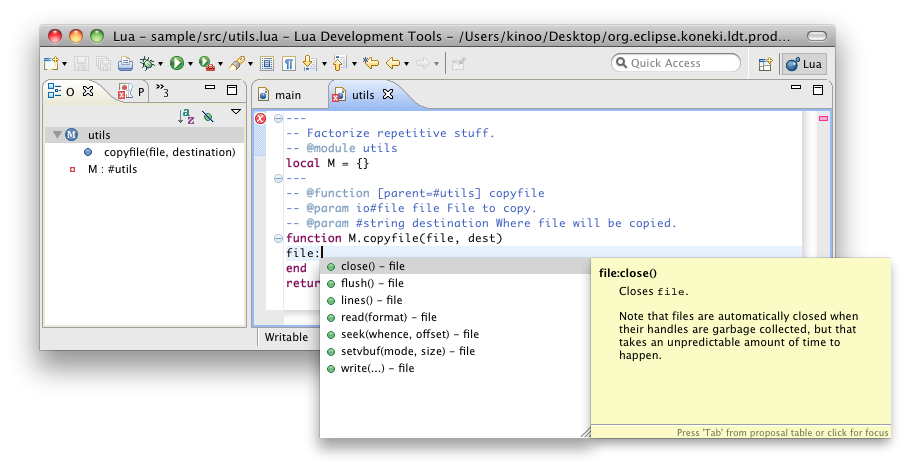 Lua – sample/src/utils.lua – Lua Development Tools – /Users/kinoo/Desktop/org.eclipse.koneki.ldt.prod...
Quick Access
Lua
O
P
»3
main
utils
utils
copyfile(file, destination)
M : #utils
---
-- Factorize repetitive stuff.
-- @module utils
local M = {}
---
-- @function [parent=#utils] copyfile
-- @param io#file file File to copy.
-- @param #string destination Where file will be copied.
function M.copyfile(file, dest)
file:
end
retur
Writable
close() – file
flush() – file
lines() – file
read(format) – file
seek(whence, offset) – file
setvbuf(mode, size) – file
write(...) – file
file:close()
Closes file.
Note that files are automatically closed when
their handles are garbage collected, but that
takes an unpredictable amount of time to
happen.
Press 'Tab' from proposal table or click for focus